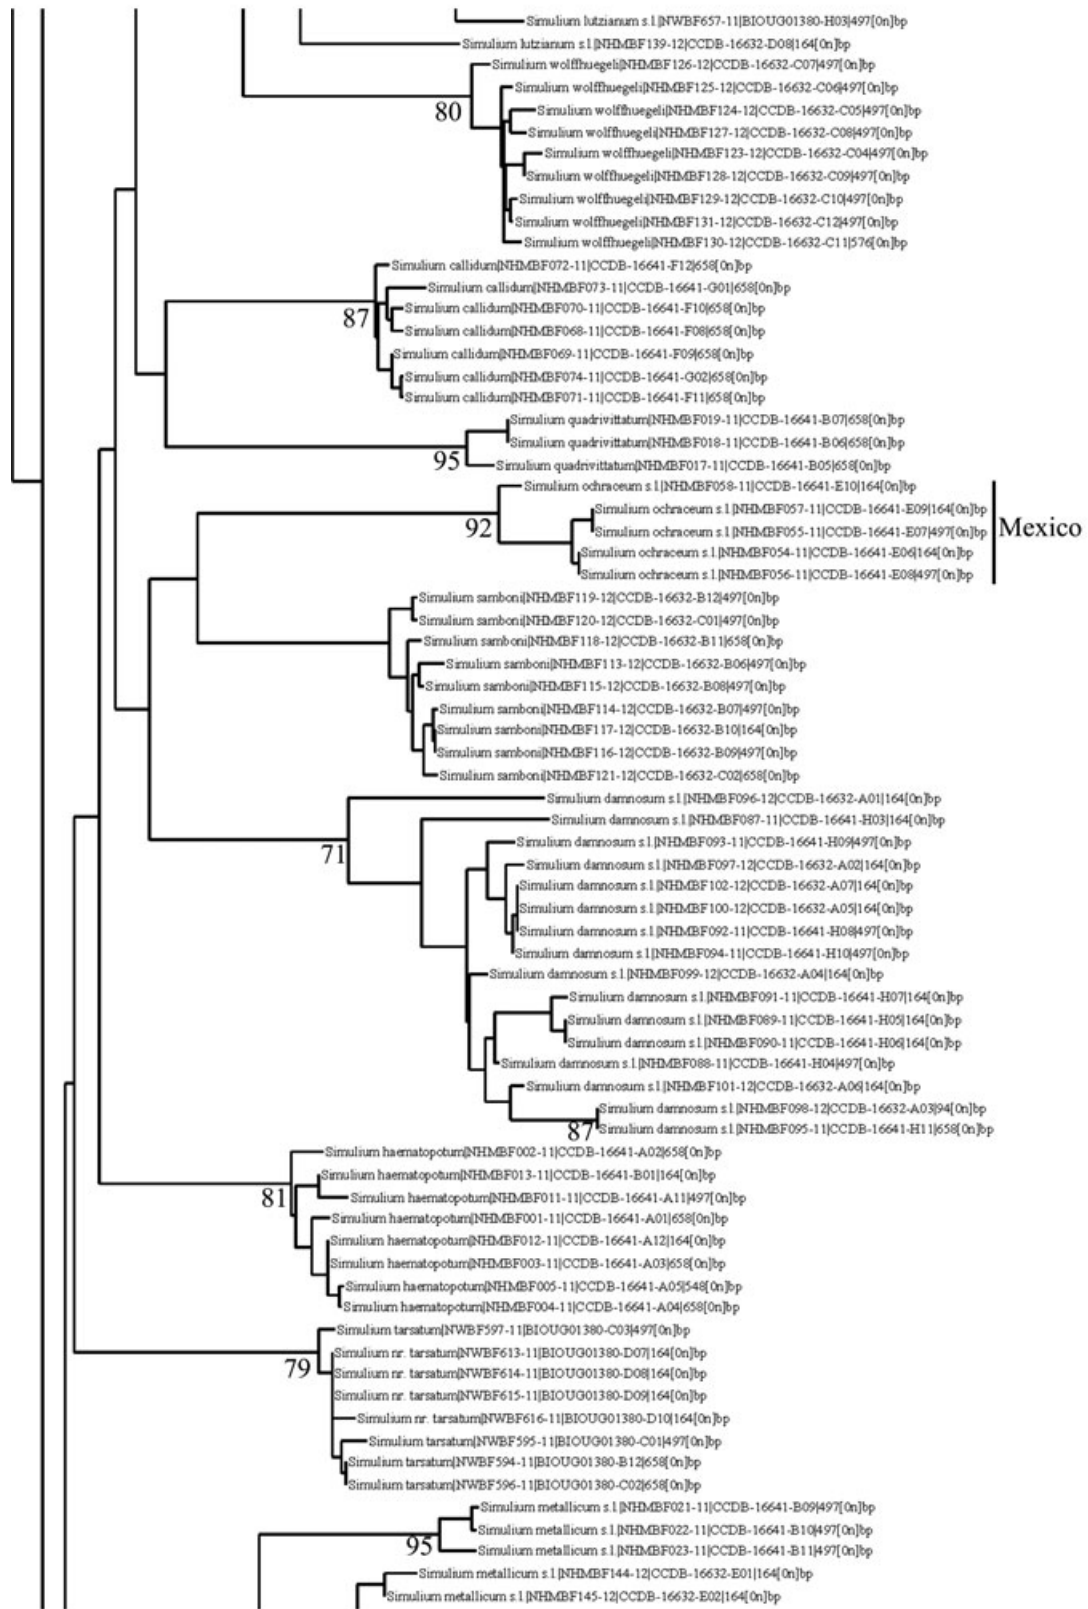 Simulium lutzianum s.l.|NWBF657-11|BIOUG01380-H03|497[0n]bp
Simulium lutzianum s.l.|NHMBF139-12|CCDB-16632-D08|164[0n]bp
Simulium wolffhuegeli|NHMBF126-12|CCDB-16632-C07|497[0n]bp
Simulium wolffhuegeli|NHMBF125-12|CCDB-16632-C06|497[0n]bp
80
Simulium wolffhuegeli|NHMBF124-12|CCDB-16632-C05|497[0n]bp
Simulium wolffhuegeli|NHMBF127-12|CCDB-16632-C08|497[0n]bp
Simulium wolffhuegeli|NHMBF123-12|CCDB-16632-C04|497[0n]bp
Simulium wolffhuegeli|NHMBF128-12|CCDB-16632-C09|497[0n]bp
Simulium wolffhuegeli|NHMBF129-12|CCDB-16632-C10|497[0n]bp
Simulium wolffhuegeli|NHMBF131-12|CCDB-16632-C12|497[0n]bp
Simulium wolffhuegeli|NHMBF130-12|CCDB-16632-C11|576[0n]bp
Simulium callidum|NHMBF072-11|CCDB-16641-F12|658[0n]bp
Simulium callidum|NHMBF073-11|CCDB-16641-G01|658[0n]bp
Simulium callidum|NHMBF070-11|CCDB-16641-F10|658[0n]bp
87
Simulium callidum|NHMBF068-11|CCDB-16641-F08|658[0n]bp
Simulium callidum|NHMBF069-11|CCDB-16641-F09|658[0n]bp
Simulium callidum|NHMBF074-11|CCDB-16641-G02|658[0n]bp
Simulium callidum|NHMBF071-11|CCDB-16641-F11|658[0n]bp
Simulium quadrivittatum|NHMBF019-11|CCDB-16641-B07|658[0n]bp
Simulium quadrivittatum|NHMBF018-11|CCDB-16641-B06|658[0n]bp
95
Simulium quadrivittatum|NHMBF017-11|CCDB-16641-B05|658[0n]bp
Simulium ochraceum s.l.|NHMBF058-11|CCDB-16641-E10|164[0n]bp
Simulium ochraceum s.l.|NHMBF057-11|CCDB-16641-E09|164[0n]bp
92
Simulium ochraceum s.l.|NHMBF055-11|CCDB-16641-E07|497[0n]bp
Mexico
Simulium ochraceum s.l.|NHMBF054-11|CCDB-16641-E06|164[0n]bp
Simulium ochraceum s.l.|NHMBF056-11|CCDB-16641-E08|497[0n]bp
Simulium samboni|NHMBF119-12|CCDB-16632-B12|497[0n]bp
Simulium samboni|NHMBF120-12|CCDB-16632-C01|497[0n]bp
Simulium samboni|NHMBF118-12|CCDB-16632-B11|658[0n]bp
Simulium samboni|NHMBF113-12|CCDB-16632-B06|497[0n]bp
Simulium samboni|NHMBF115-12|CCDB-16632-B08|497[0n]bp
Simulium samboni|NHMBF114-12|CCDB-16632-B07|497[0n]bp
Simulium samboni|NHMBF117-12|CCDB-16632-B10|164[0n]bp
Simulium samboni|NHMBF116-12|CCDB-16632-B09|497[0n]bp
Simulium samboni|NHMBF121-12|CCDB-16632-C02|658[0n]bp
Simulium damnosum s.l.|NHMBF096-12|CCDB-16632-A01|164[0n]bp
Simulium damnosum s.l.|NHMBF087-11|CCDB-16641-H03|164[0n]bp
Simulium damnosum s.l.|NHMBF093-11|CCDB-16641-H09|497[0n]bp
71
Simulium damnosum s.l.|NHMBF097-12|CCDB-16632-A02|164[0n]bp
Simulium damnosum s.l.|NHMBF102-12|CCDB-16632-A07|164[0n]bp
Simulium damnosum s.l.|NHMBF100-12|CCDB-16632-A05|164[0n]bp
Simulium damnosum s.l.|NHMBF092-11|CCDB-16641-H08|497[0n]bp
Simulium damnosum s.l.|NHMBF094-11|CCDB-16641-H10|497[0n]bp
Simulium damnosum s.l.|NHMBF099-12|CCDB-16632-A04|164[0n]bp
Simulium damnosum s.l.|NHMBF091-11|CCDB-16641-H07|164[0n]bp
Simulium damnosum s.l.|NHMBF089-11|CCDB-16641-H05|164[0n]bp
Simulium damnosum s.l.|NHMBF090-11|CCDB-16641-H06|164[0n]bp
Simulium damnosum s.l.|NHMBF088-11|CCDB-16641-H04|497[0n]bp
Simulium damnosum s.l.|NHMBF101-12|CCDB-16632-A06|164[0n]bp
Simulium damnosum s.l.|NHMBF098-12|CCDB-16632-A03|94[0n]bp
87
Simulium damnosum s.l.|NHMBF095-11|CCDB-16641-H11|658[0n]bp
Simulium haematopotum|NHMBF002-11|CCDB-16641-A02|658[0n]bp
Simulium haematopotum|NHMBF013-11|CCDB-16641-B01|164[0n]bp
81
Simulium haematopotum|NHMBF011-11|CCDB-16641-A11|497[0n]bp
Simulium haematopotum|NHMBF001-11|CCDB-16641-A01|658[0n]bp
Simulium haematopotum|NHMBF012-11|CCDB-16641-A12|164[0n]bp
Simulium haematopotum|NHMBF003-11|CCDB-16641-A03|658[0n]bp
Simulium haematopotum|NHMBF005-11|CCDB-16641-A05|548[0n]bp
Simulium haematopotum|NHMBF004-11|CCDB-16641-A04|658[0n]bp
Simulium tarsatum|NWBF597-11|BIOUG01380-C03|497[0n]bp
Simulium nr. tarsatum|NWBF613-11|BIOUG01380-D07|164[0n]bp
79
Simulium nr. tarsatum|NWBF614-11|BIOUG01380-D08|164[0n]bp
Simulium nr. tarsatum|NWBF615-11|BIOUG01380-D09|164[0n]bp
Simulium nr. tarsatum|NWBF616-11|BIOUG01380-D10|164[0n]bp
Simulium tarsatum|NWBF595-11|BIOUG01380-C01|497[0n]bp
Simulium tarsatum|NWBF594-11|BIOUG01380-B12|658[0n]bp
Simulium tarsatum|NWBF596-11|BIOUG01380-C02|658[0n]bp
Simulium metallicum s.l.|NHMBF021-11|CCDB-16641-B09|497[0n]bp
Simulium metallicum s.l.|NHMBF022-11|CCDB-16641-B10|497[0n]bp
95
Simulium metallicum s.l.|NHMBF023-11|CCDB-16641-B11|497[0n]bp
Simulium metallicum s.l.|NHMBF144-12|CCDB-16632-E01|164[0n]bp
Simulium metallicum s.l.|NHMBF145-12|CCDB-16632-E02|164[0n]bp